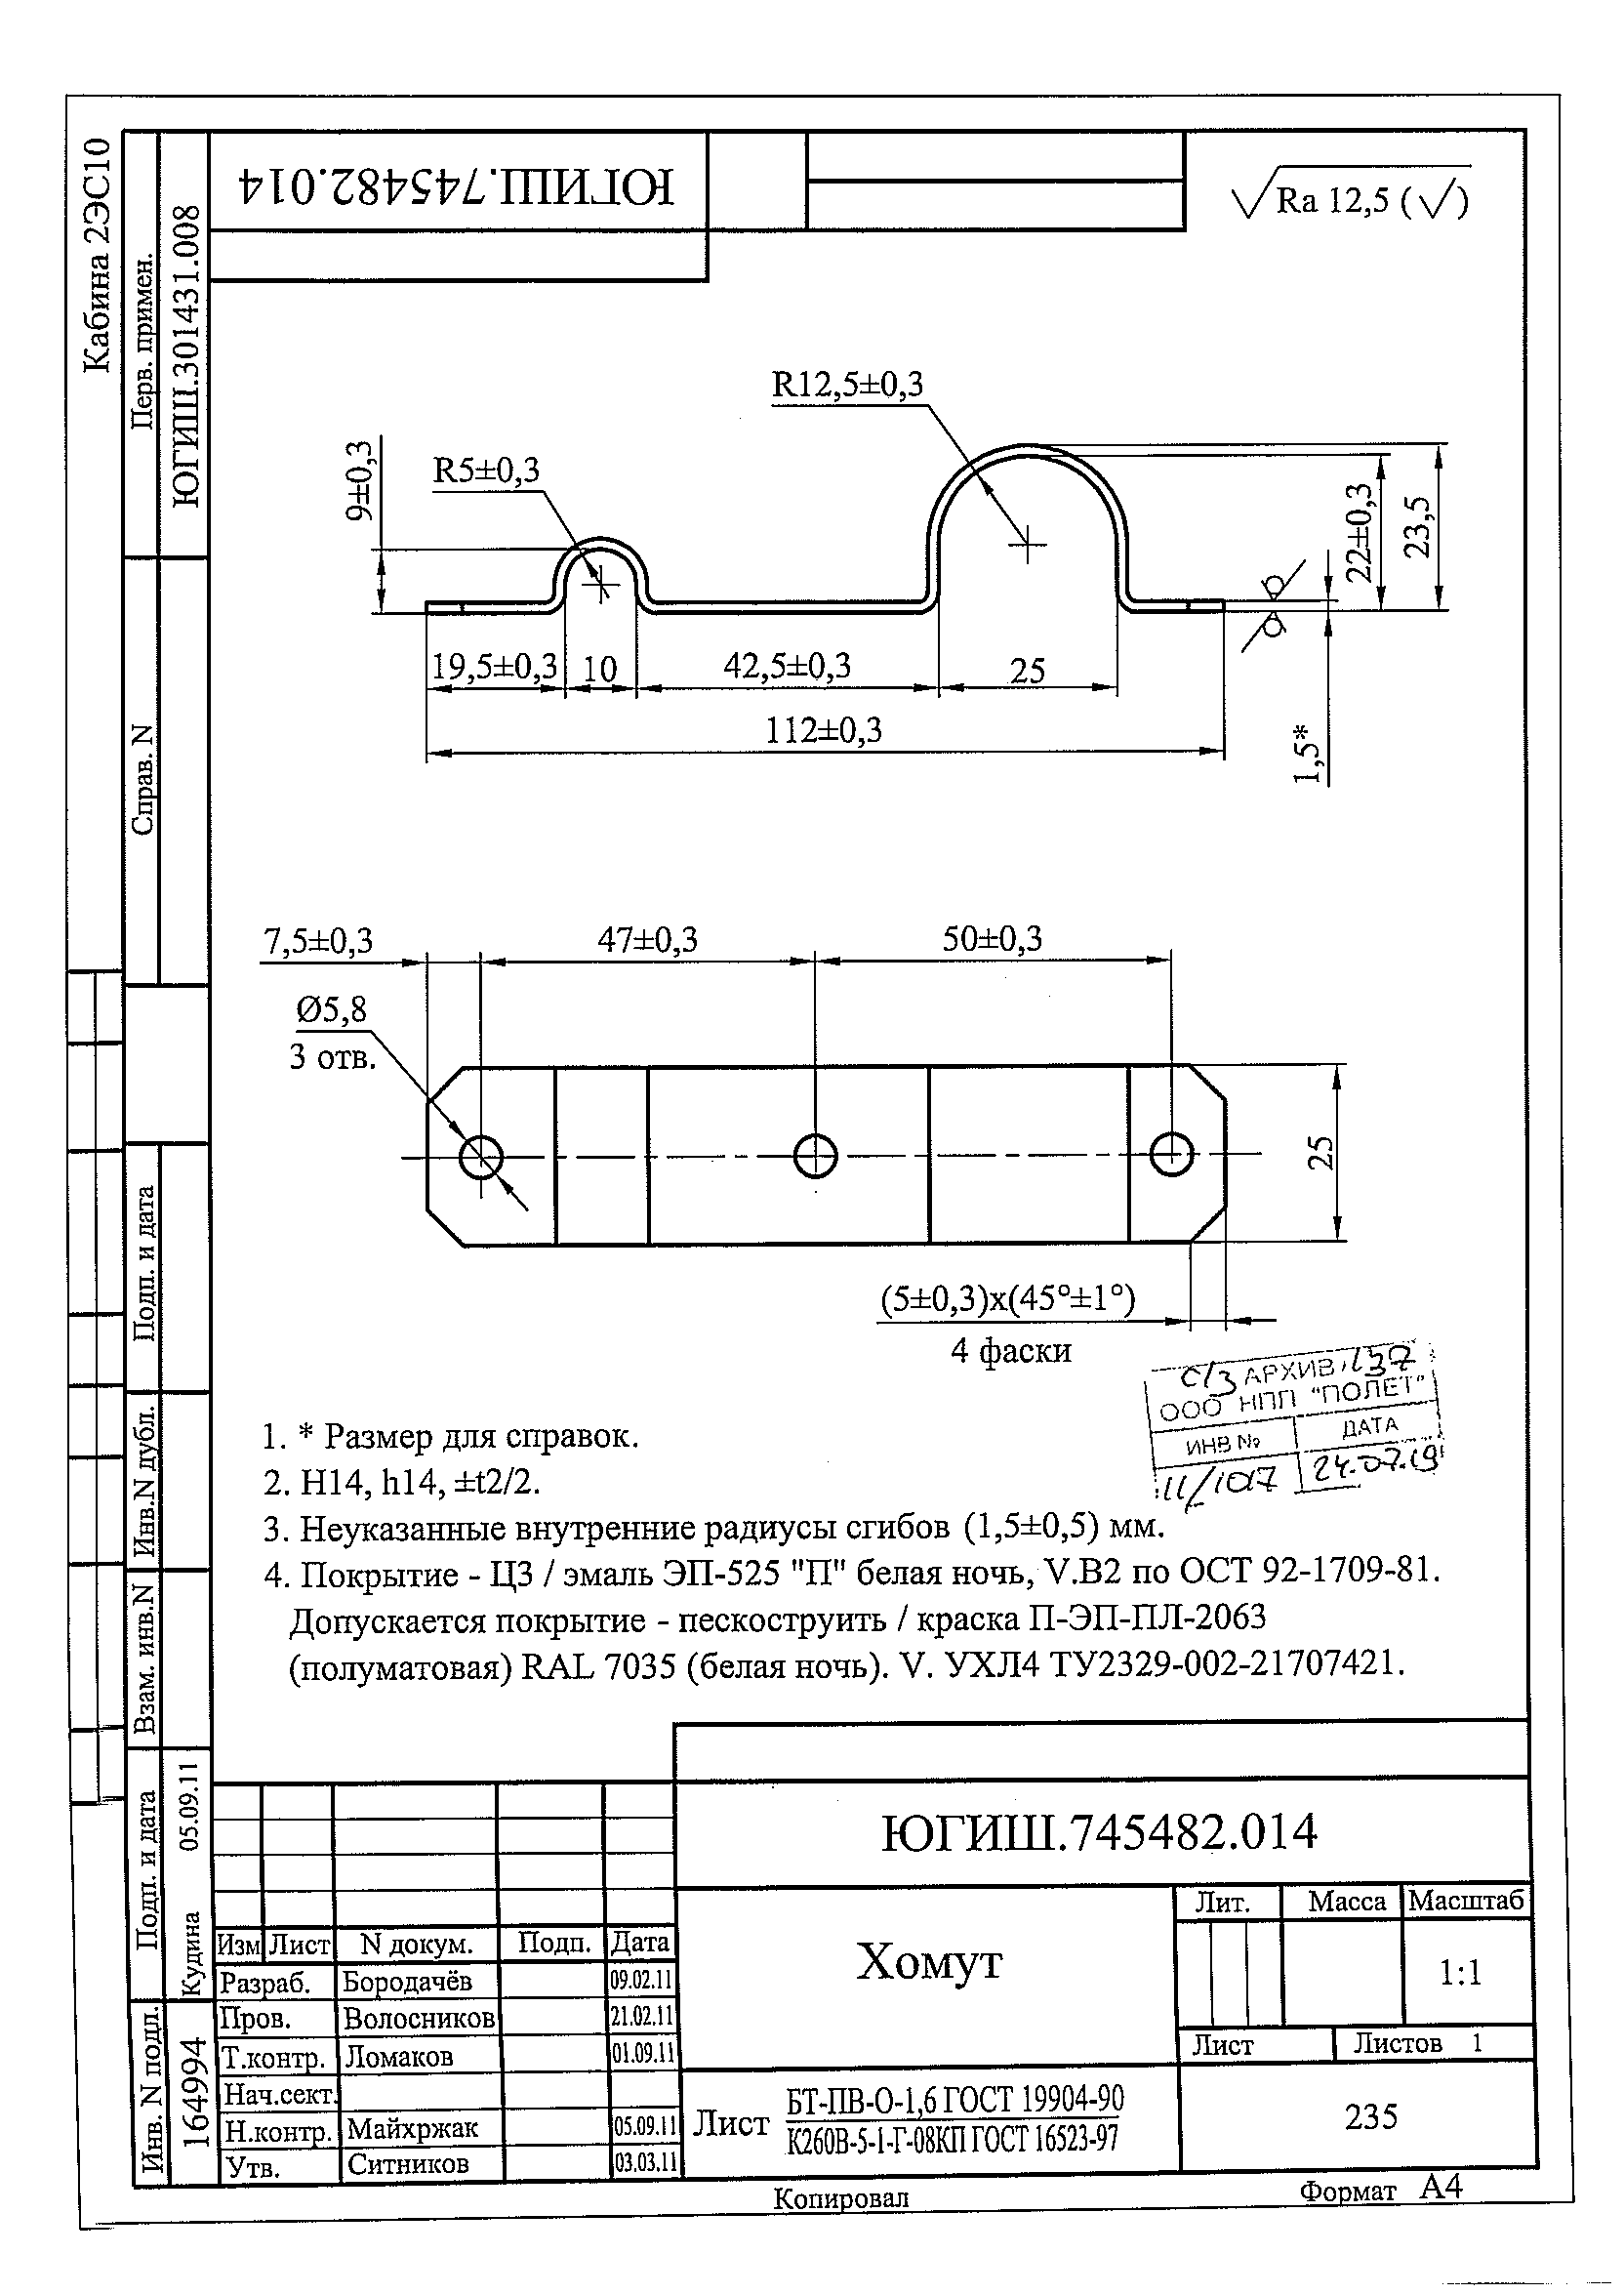 Кабина 2ЭС10
Перв. примен.
ЮГИШ.301431.008
Справ. N
Подп. и дата
Инв.N дубл.
Взам. инв.N
Подп. и дата
Кудина 05.09.11
Инв. N подл.
164994
ЮГИШ.745482.014
Ra 12,5 (√)
R12,5±0,3
R5±0,3
9±0,3
22±0,3
23,5
19,5±0,3
10
42,5±0,3
25
112±0,3
1,5*
7,5±0,3
47±0,3
50±0,3
Ø5,8
3 отв.
25
(5±0,3)x(45°±1°)
4 фаски
С/З АРХИВ 137
ООО НПП "ПОЛЕТ"
ИНВ № ДАТА
11/1017 24.07.19
1. * Размер для справок.
2. H14, h14, ±t2/2.
3. Неуказанные внутренние радиусы сгибов (1,5±0,5) мм.
4. Покрытие - Ц3 / эмаль ЭП-525 "П" белая ночь, V.B2 по ОСТ 92-1709-81.
Допускается покрытие - пескоструить / краска П-ЭП-ПЛ-2063
(полуматовая) RAL 7035 (белая ночь). V. УХЛ4 ТУ2329-002-21707421.
ЮГИШ.745482.014
Изм Лист N докум. Подп. Дата
Разраб. Бородачёв 09.02.11
Пров. Волосников 21.02.11
Т.контр. Ломаков 01.09.11
Нач.сект.
Н.контр. Майхржак 05.09.11
Утв. Ситников 03.03.11
Хомут
Лит. Масса Масштаб
1:1
Лист Листов 1
Лист
БТ-ПВ-О-1,6 ГОСТ 19904-90
К260В-5-1-Г-08КП ГОСТ 16523-97
235
Копировал
Формат А4